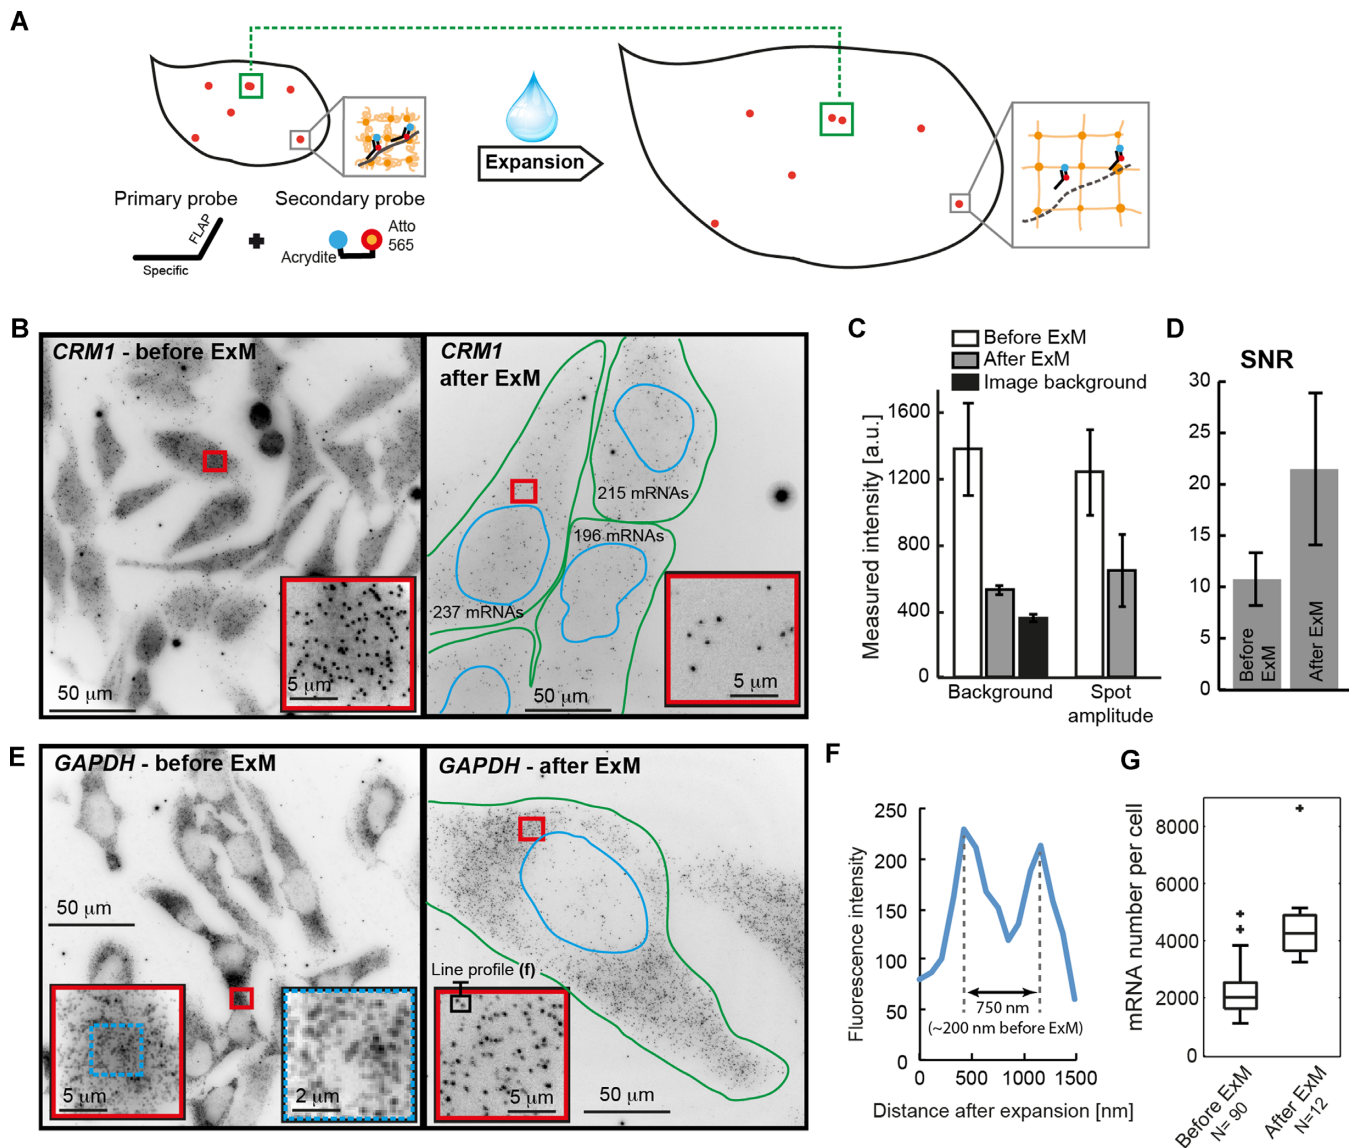 A
Expansion
Primary probe
Secondary probe
FLAP
Specific
Acrydite
Atto
565
B
CRM1 - before ExM
50 µm
5 µm
CRM1
after ExM
215 mRNAs
196 mRNAs
237 mRNAs
50 µm
5 µm
C
Before ExM
After ExM
Image background
Measured intensity [a.u.]
1600
1200
800
400
0
Background
Spot
amplitude
D
SNR
30
25
20
15
10
5
0
Before
ExM
After ExM
E
GAPDH - before ExM
50 µm
5 µm
2 µm
GAPDH - after ExM
Line profile (f)
5 µm
50 µm
F
Fluorescence intensity
250
200
150
100
50
0
750 nm
(~200 nm before ExM)
0
500
1000
1500
Distance after expansion [nm]
G
mRNA number per cell
8000
6000
4000
2000
0
Before ExM
N= 90
After ExM
N=12